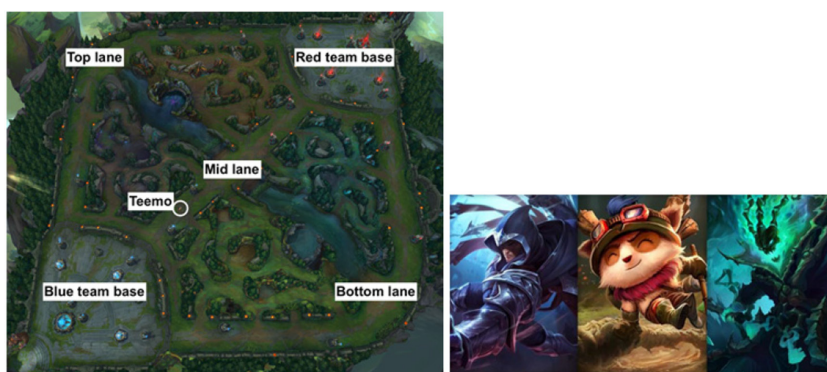 Top lane
Red team base
Mid lane
Teemo
Blue team base
Bottom lane